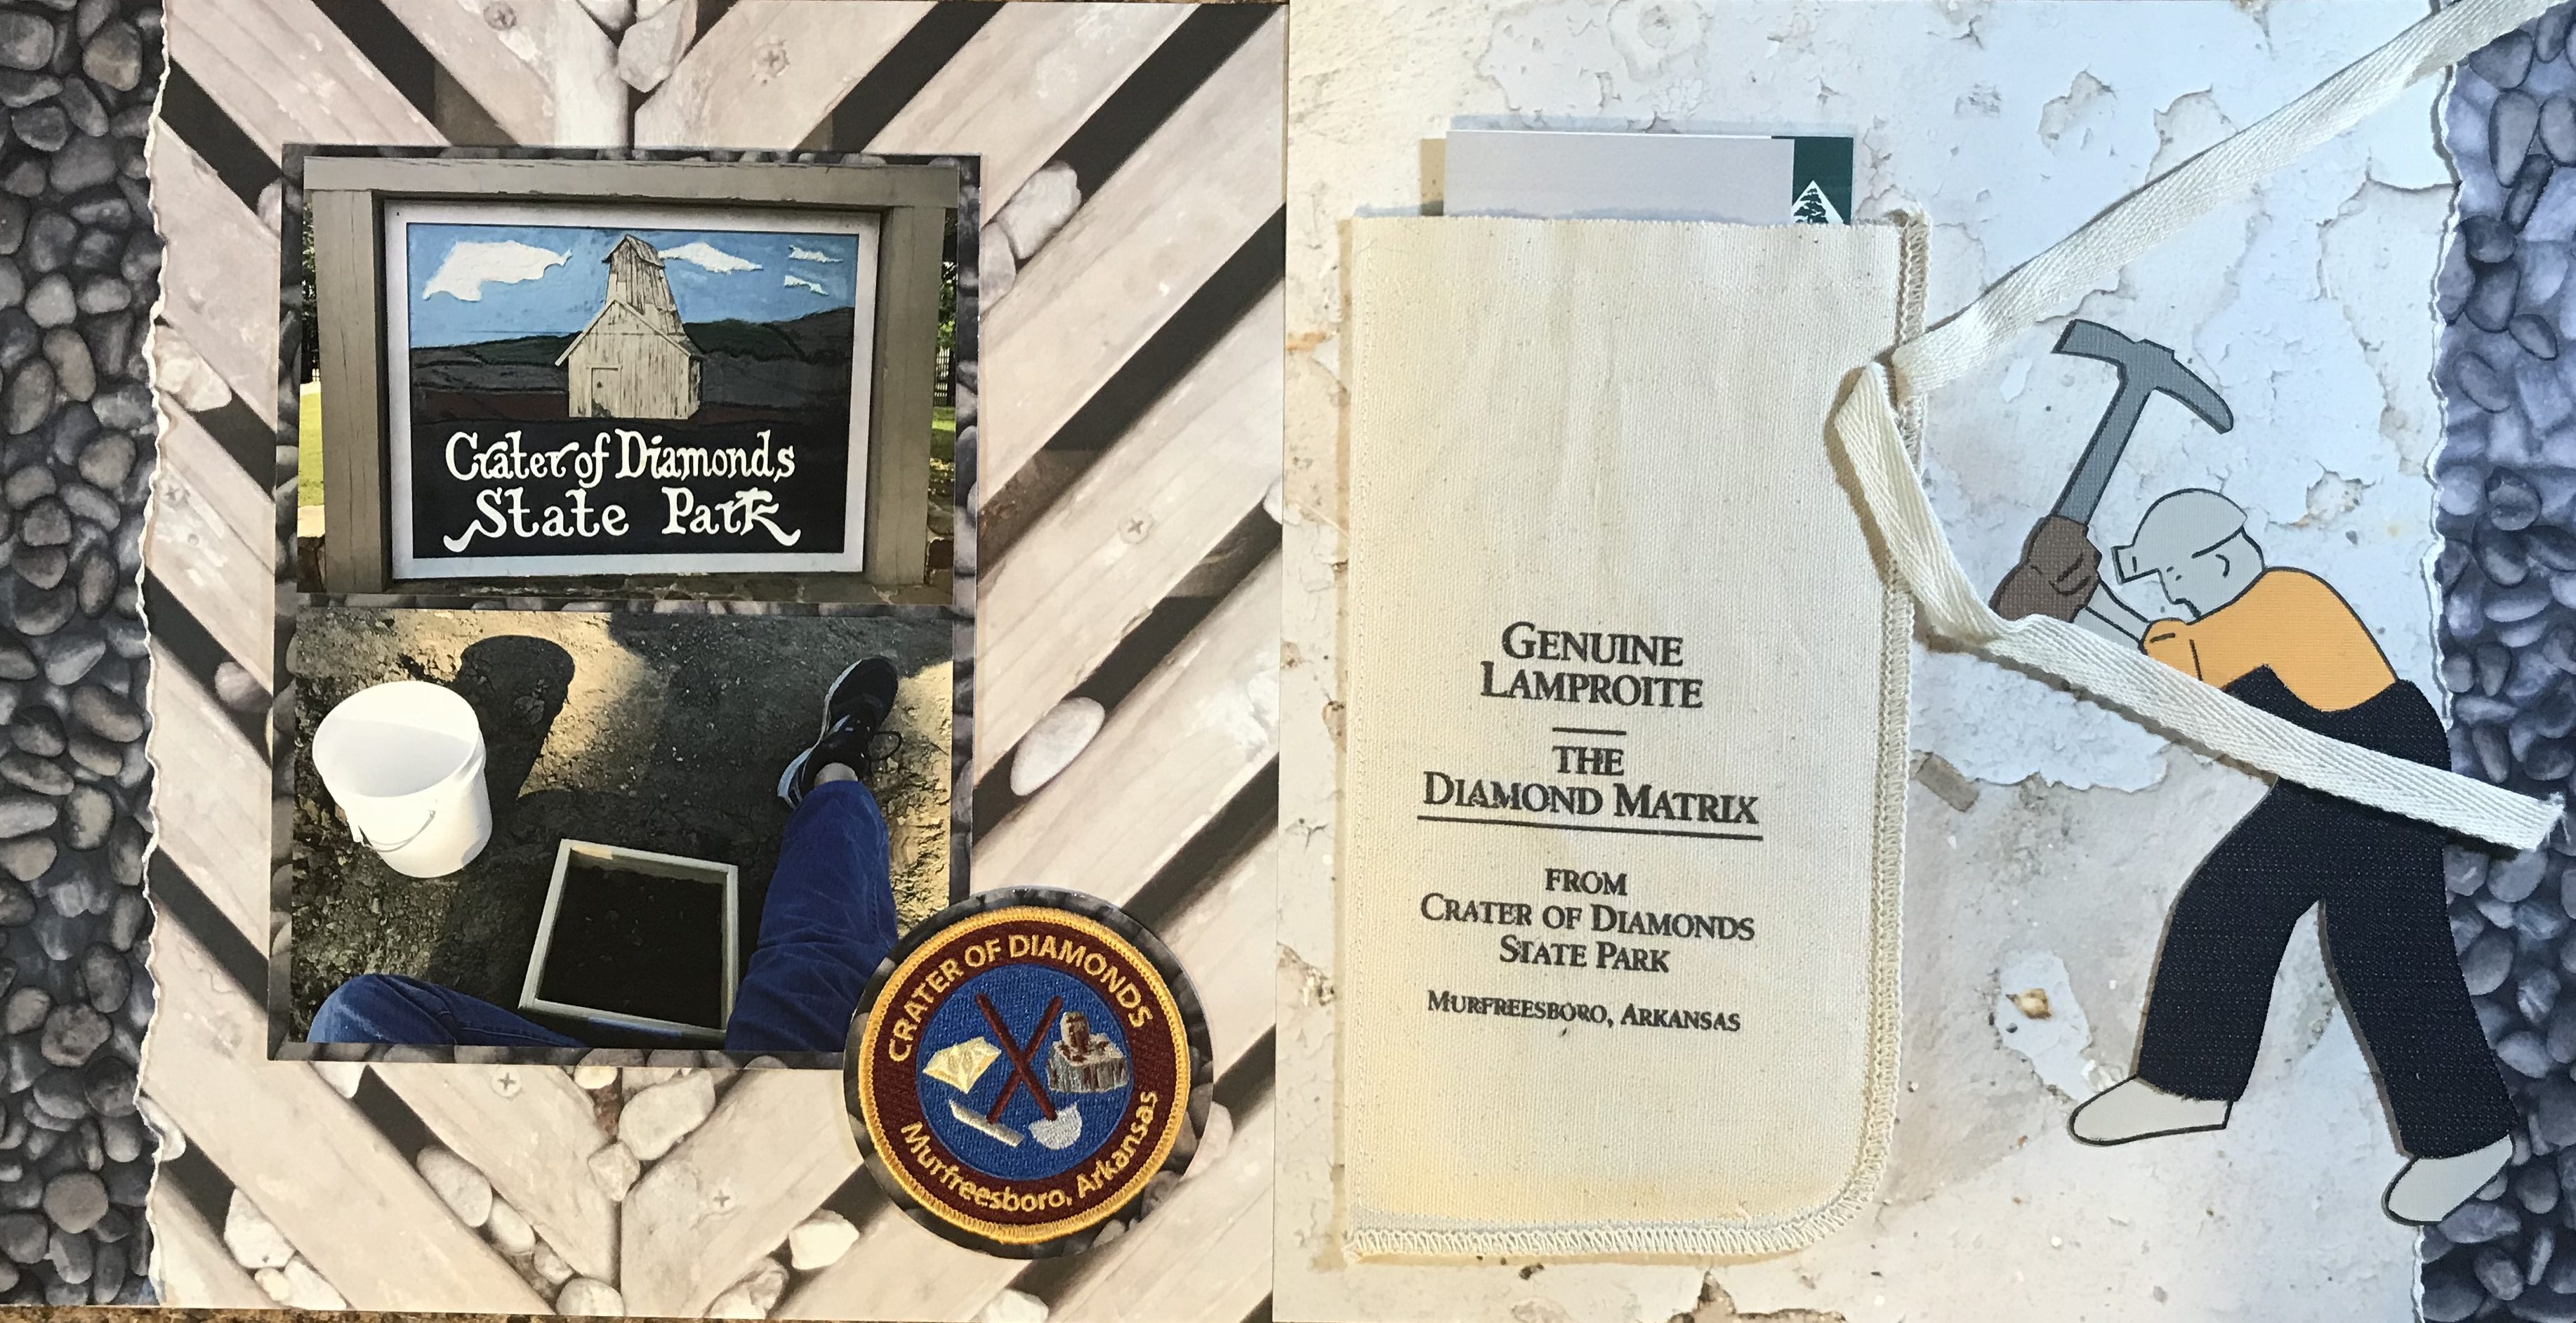 Crater of Diamonds
State Park
CRATER OF DIAMONDS
Murfreesboro, Arkansas
GENUINE
LAMPROITE
THE
DIAMOND MATRIX
FROM
CRATER OF DIAMONDS
STATE PARK
MURFREESBORO, ARKANSAS